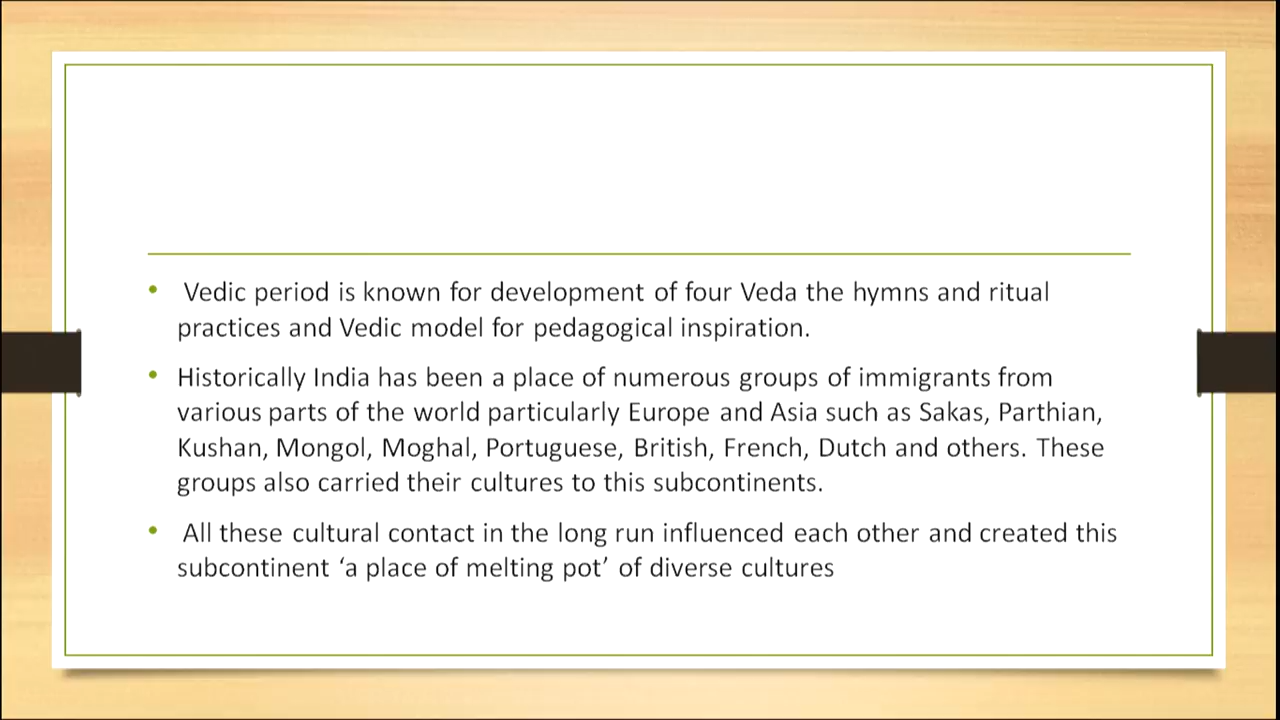 • Vedic period is known for development of four Veda the hymns and ritual
practices and Vedic model for pedagogical inspiration.
• Historically India has been a place of numerous groups of immigrants from
various parts of the world particularly Europe and Asia such as Sakas, Parthian,
Kushan, Mongol, Moghal, Portuguese, British, French, Dutch and others. These
groups also carried their cultures to this subcontinents.
• All these cultural contact in the long run influenced each other and created this
subcontinent ‘a place of melting pot’ of diverse cultures